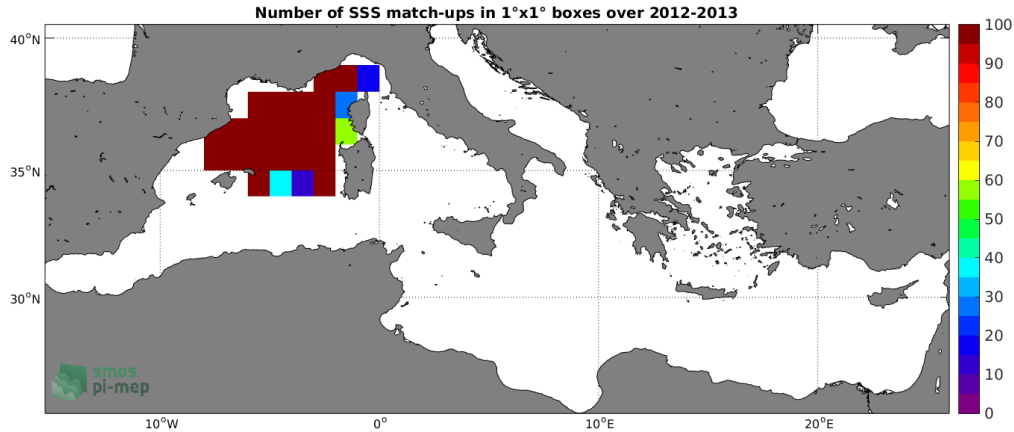 Number of SSS match-ups in 1°x1° boxes over 2012-2013
40°N
35°N
30°N
10°W
0°
10°E
20°E
100
90
80
70
60
50
40
30
20
10
0
smos
pi-mep